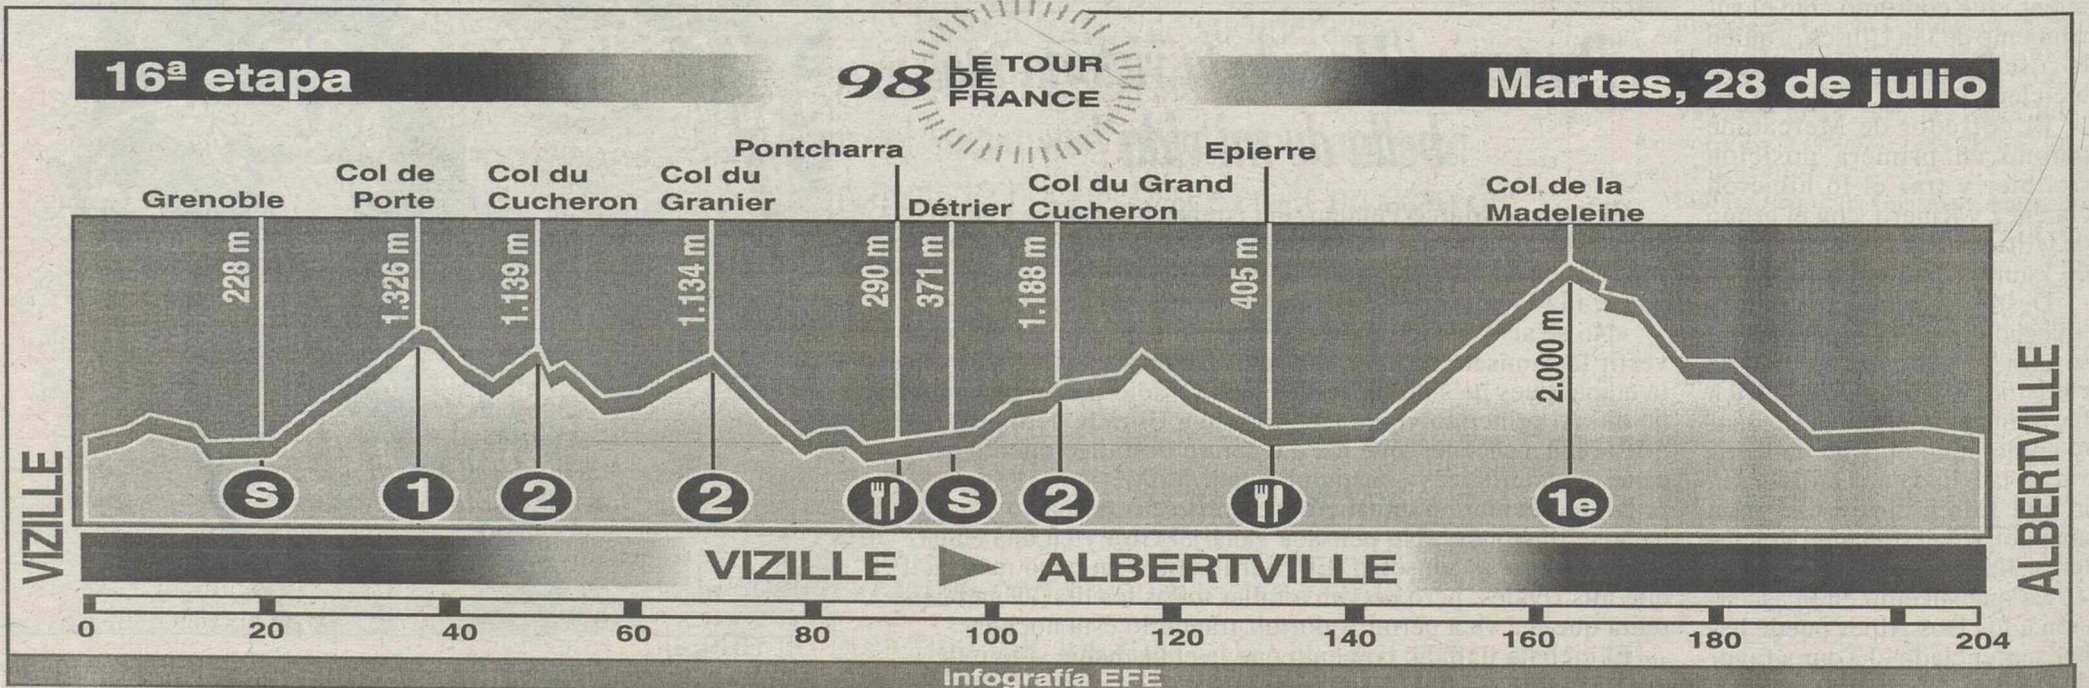 16ª etapa
98 LE TOUR
DE
FRANCE
Martes, 28 de julio
Grenoble
Col de
Porte
Col du
Cucheron
Col du
Granier
Pontcharra
Détrier
Col du Grand
Cucheron
Epierre
Col de la
Madeleine
228 m
1.326 m
1.139 m
1.134 m
290 m
371 m
1.188 m
405 m
2.000 m
S
1
2
2
S
2
1e
VIZILLE
ALBERTVILLE
VIZILLE ALBERTVILLE
0 20 40 60 80 100 120 140 160 180 204
Infografía EFE